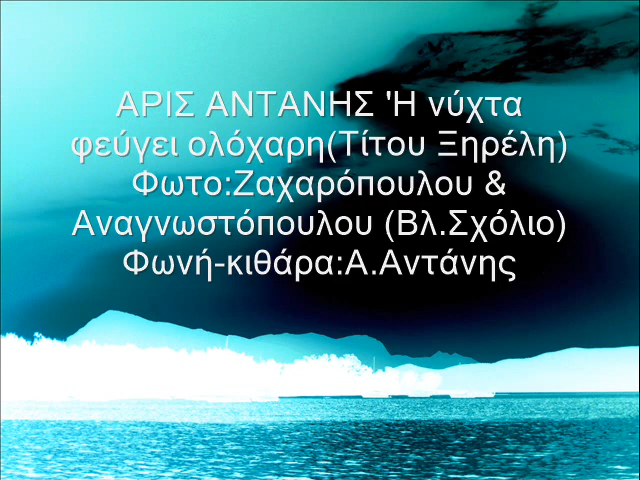 ΑΡΙΣ ΑΝΤΑΝΗΣ 'Η νύχτα
φεύγει ολόχαρη(Τίτου Ξηρέλη)
Φωτο:Ζαχαρόπουλου &
Αναγνωστόπουλου (Βλ.Σχόλιο)
Φωνή-κιθάρα:Α.Αντάνης